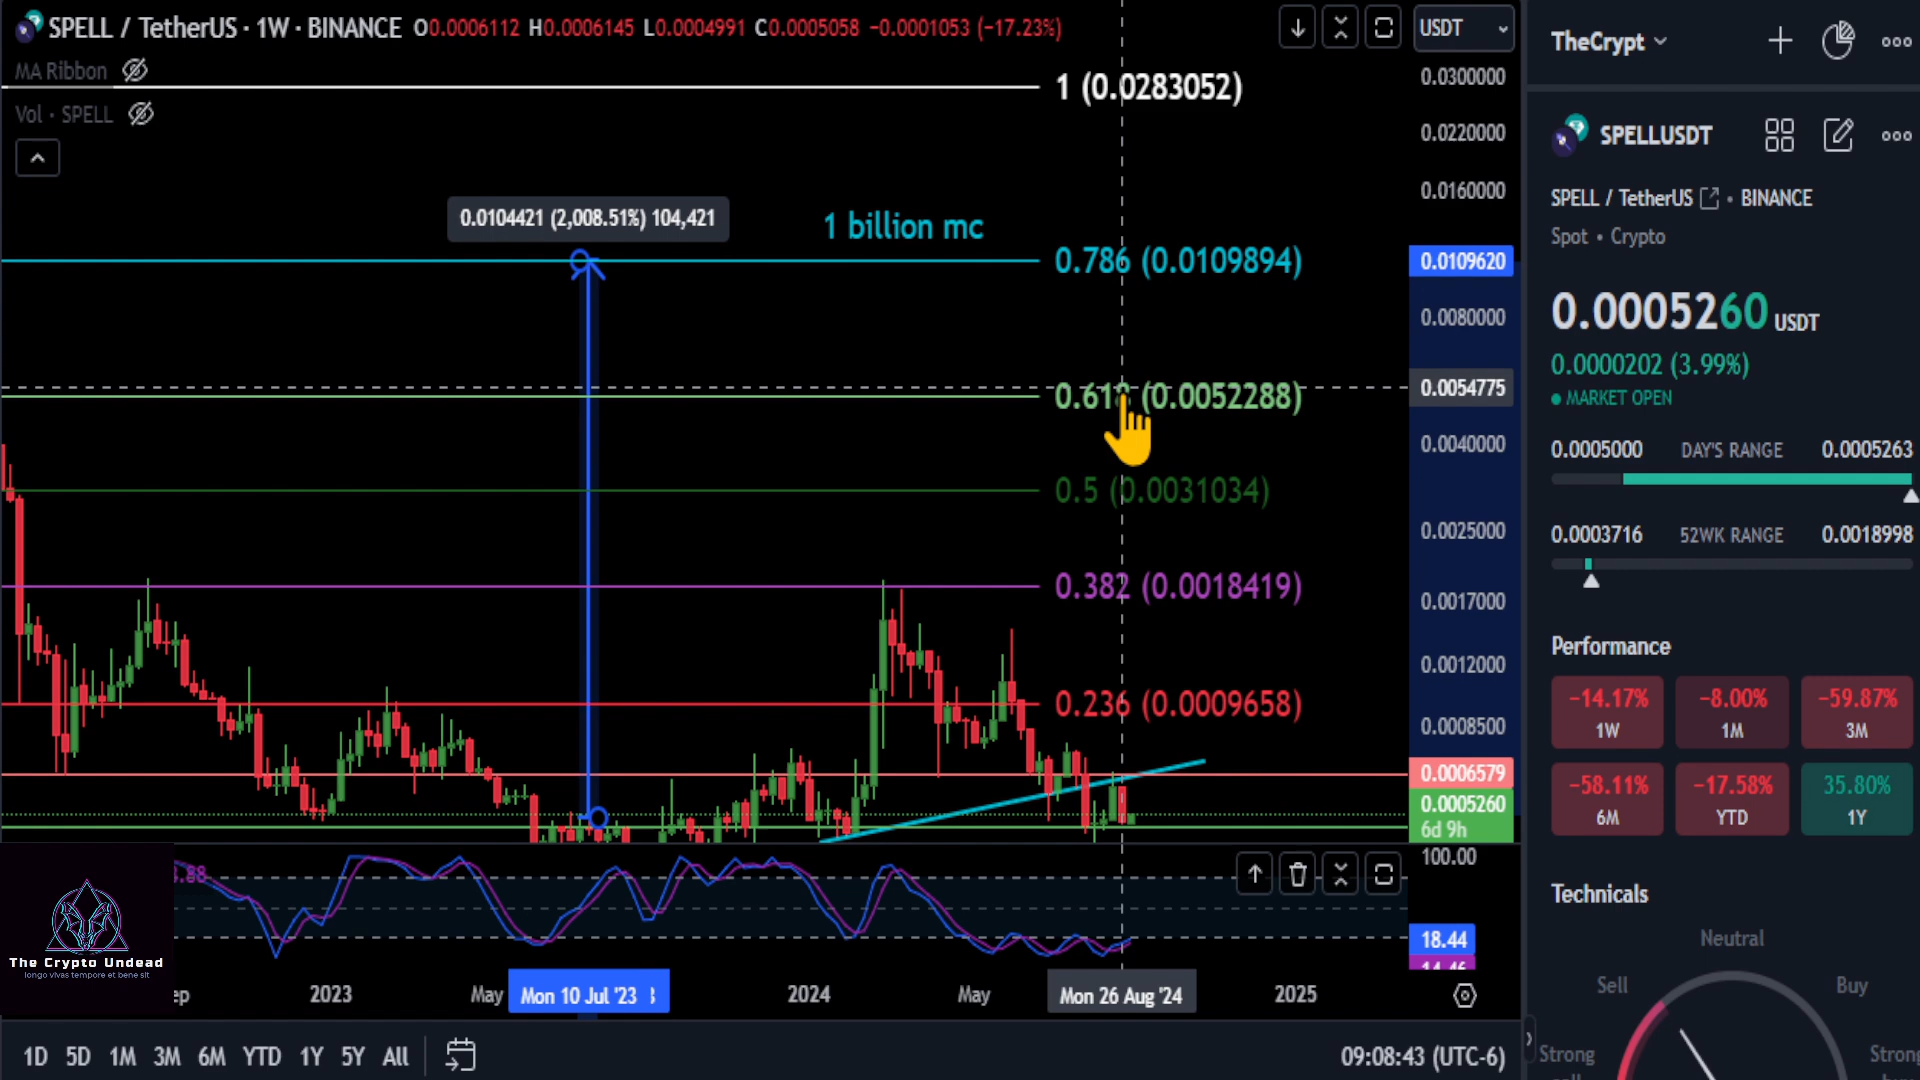 SPELL / TetherUS · 1W · BINANCE O0.0006112 H0.0006145 L0.0004991 C0.0005058 −0.0001053 (−17.23%)
USDT
MA Ribbon
Vol · SPELL
1 (0.0283052)
0.0104421 (2,008.51%) 104,421
1 billion mc
0.786 (0.0109894)
(0.0052288)
0.5 (0.0031034)
0.382 (0.0018419)
0.236 (0.0009658)
0.0300000
0.0220000
0.0160000
0.0109620
0.0080000
0.0054775
0.0040000
0.0025000
0.0017000
0.0012000
0.0008500
0.0006579
0.0005260
6d 9h
100.00
18.44
14.46
The Crypto Undead
longo vivas tempore et bene sit
2023
May
Mon 10 Jul '23
2024
May
Mon 26 Aug '24
2025
1D 5D 1M 3M 6M YTD 1Y 5Y All
09:08:43 (UTC-6)
TheCrypt
SPELLUSDT
SPELL / TetherUS • BINANCE
Spot • Crypto
0.0005260 USDT
0.0000202 (3.99%)
MARKET OPEN
0.0005000 DAY'S RANGE 0.0005263
0.0003716 52WK RANGE 0.0018998
Performance
−14.17% −8.00% −59.87%
1W 1M 3M
−58.11% −17.58% 35.80%
6M YTD 1Y
Technicals
Neutral
Sell Buy
Strong